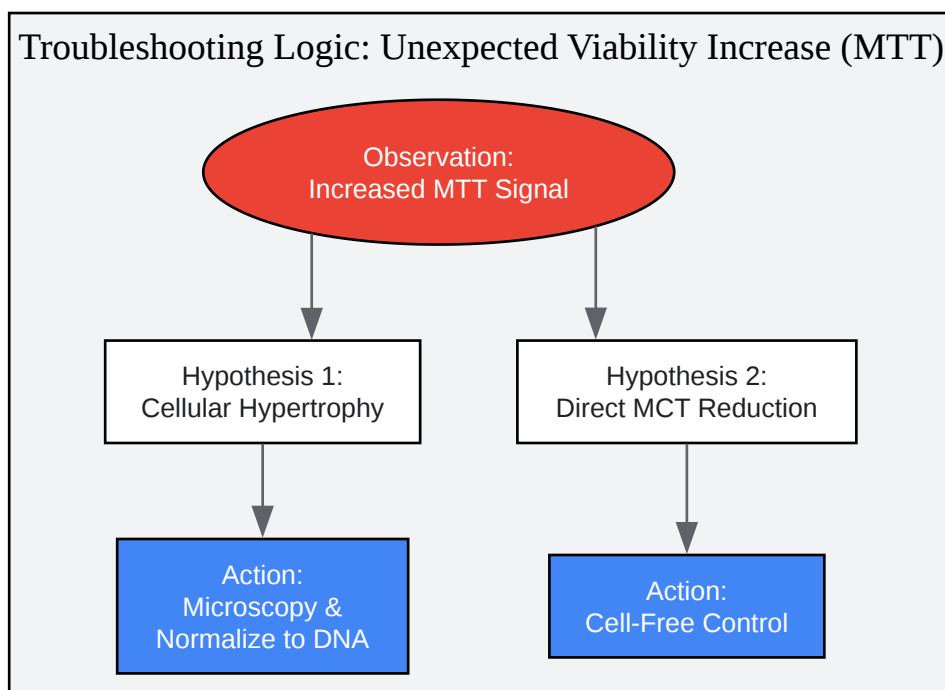 Troubleshooting Logic: Unexpected Viability Increase (MTT)
Observation:
Increased MTT Signal
Hypothesis 1:
Cellular Hypertrophy
Hypothesis 2:
Direct MCT Reduction
Action:
Microscopy &
Normalize to DNA
Action:
Cell-Free Control